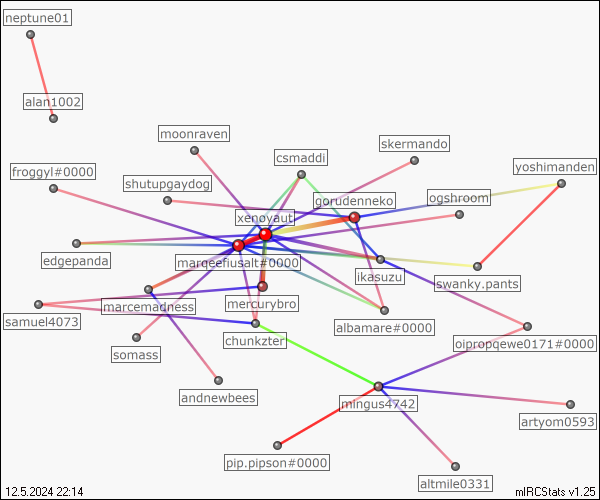 neptune01
alan1002
moonraven
skermando
csmaddi
yoshimanden
froggyl#0000
shutupgaydog
gorudenneko
ogshroom
xenøyaut
edgepanda
marqeefiusalt#0000
ikasuzu
swanky.pants
marcemadness
mercurybro
samuel4073
albamare#0000
chunkzter
oipropqewe0171#0000
somass
andnewbees
mingus4742
artyom0593
pip.pipson#0000
altmile0331
12.5.2024 22:14
mIRCStats v1.25